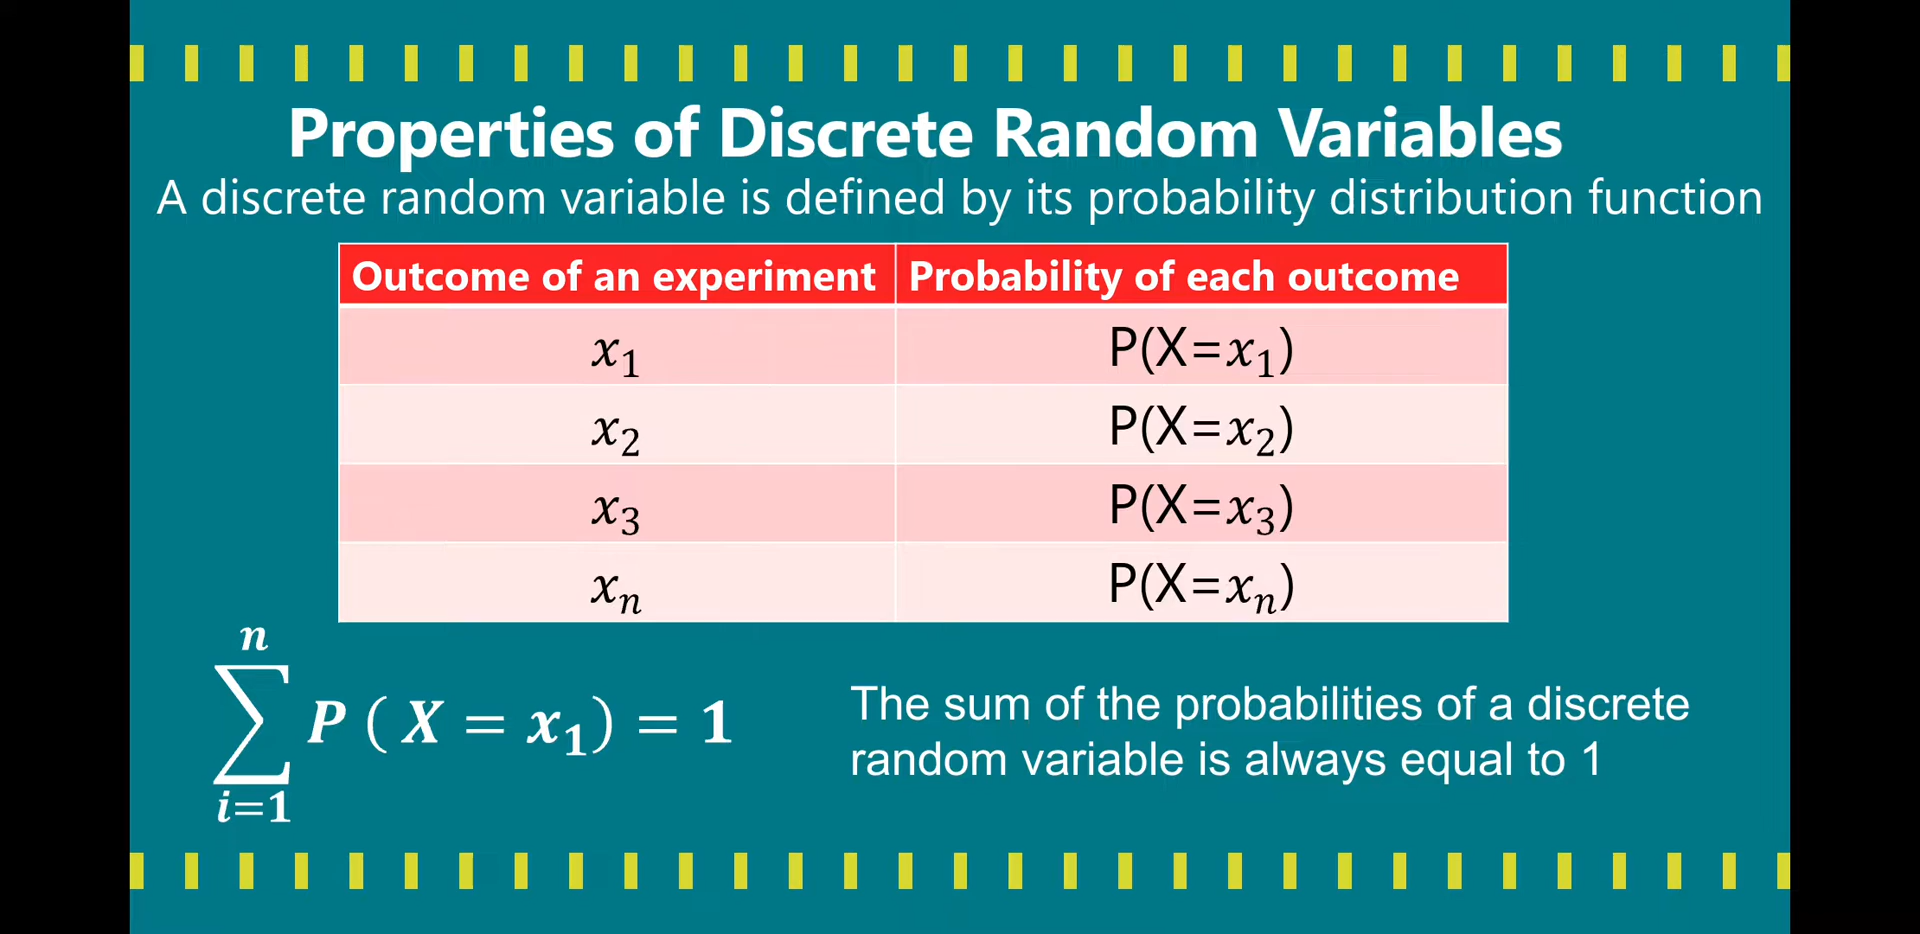 Properties of Discrete Random Variables
A discrete random variable is defined by its probability distribution function
Outcome of an experiment Probability of each outcome
x₁ P(X=x₁)
x₂ P(X=x₂)
x₃ P(X=x₃)
xₙ P(X=xₙ)
n
∑ P ( X = x₁) = 1
i=1
The sum of the probabilities of a discrete
random variable is always equal to 1